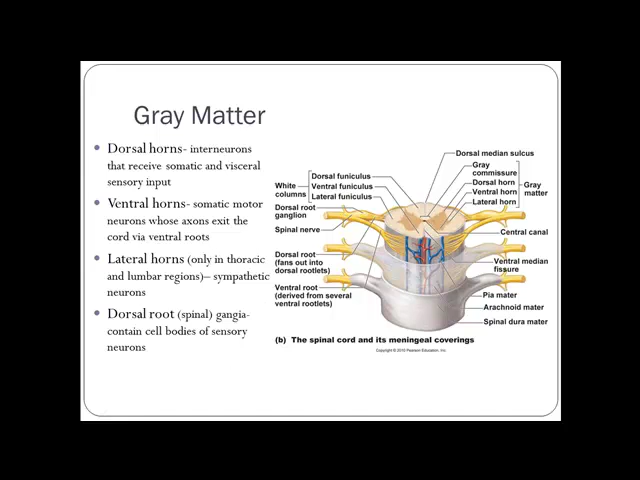 Gray Matter
Dorsal horns- interneurons
that receive somatic and visceral
sensory input
Ventral horns- somatic motor
neurons whose axons exit the
cord via ventral roots
Lateral horns (only in thoracic
and lumbar regions)– sympathetic
neurons
Dorsal root (spinal) gangia-
contain cell bodies of sensory
neurons
White
columns
Dorsal funiculus
Ventral funiculus
Lateral funiculus
Dorsal root
ganglion
Spinal nerve
Dorsal root
(fans out into
dorsal rootlets)
Ventral root
(derived from several
ventral rootlets)
Dorsal median sulcus
Gray
commissure
Dorsal horn
Ventral horn
Lateral horn
Gray
matter
Central canal
Ventral median
fissure
Pia mater
Arachnoid mater
Spinal dura mater
(b) The spinal cord and its meningeal coverings
Copyright © 2010 Pearson Education, Inc.